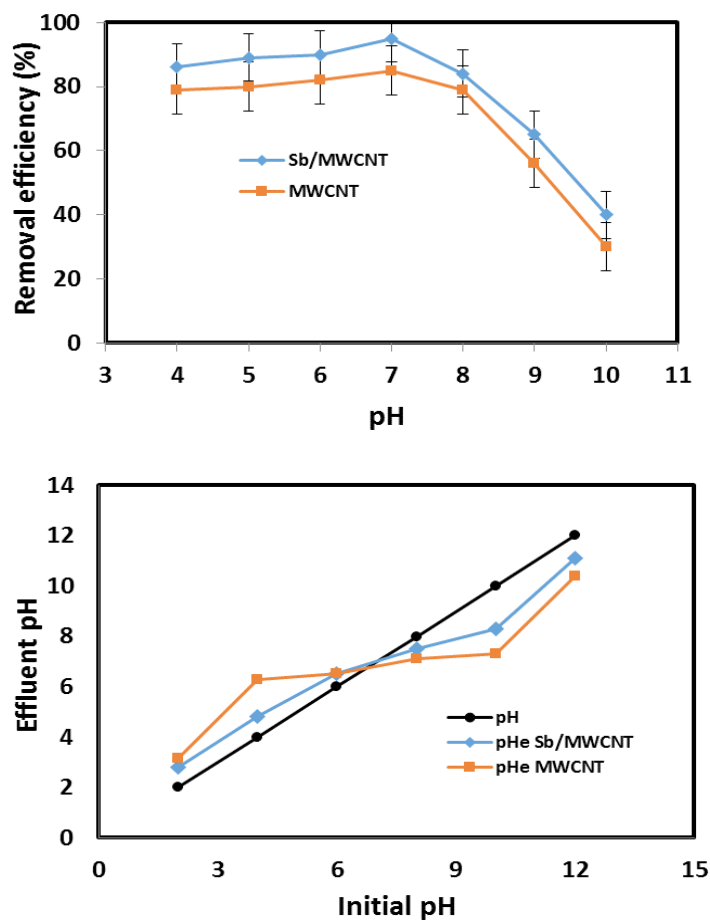 Removal efficiency (%)
100
80
60
40
20
0
Sb/MWCNT
MWCNT
3 4 5 6 7 8 9 10 11
pH
Effluent pH
14
12
10
8
6
4
2
0
pH
pHe Sb/MWCNT
pHe MWCNT
0 3 6 9 12 15
Initial pH